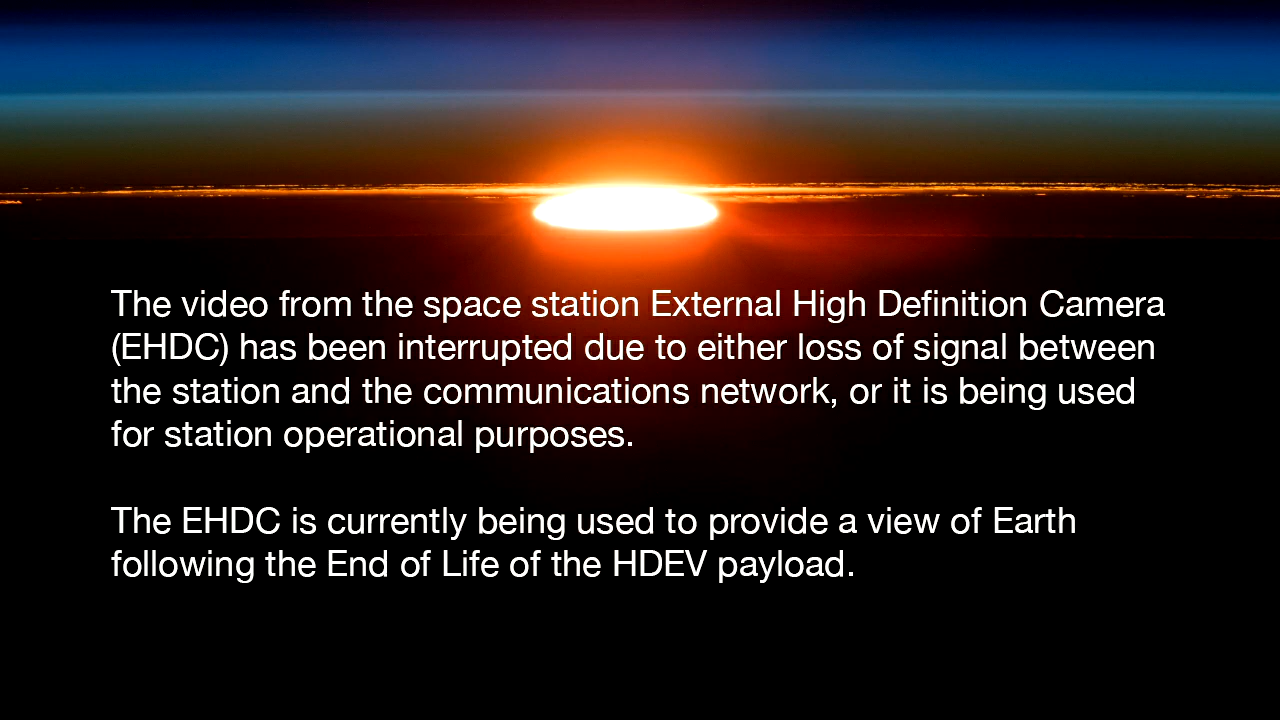 The video from the space station External High Definition Camera
(EHDC) has been interrupted due to either loss of signal between
the station and the communications network, or it is being used
for station operational purposes.
The EHDC is currently being used to provide a view of Earth
following the End of Life of the HDEV payload.